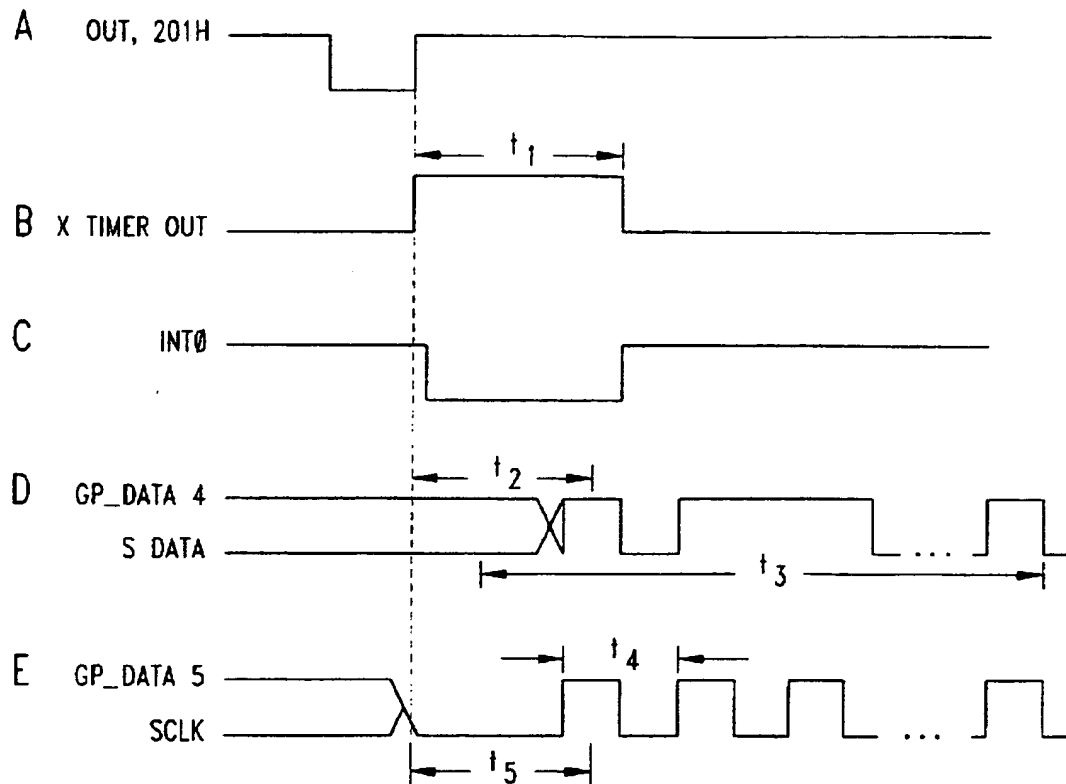 A OUT, 201H
t1
B X TIMER OUT
C INTØ
t2
D GP_DATA 4
S DATA
...
t3
t4
E GP_DATA 5
SCLK
...
t5